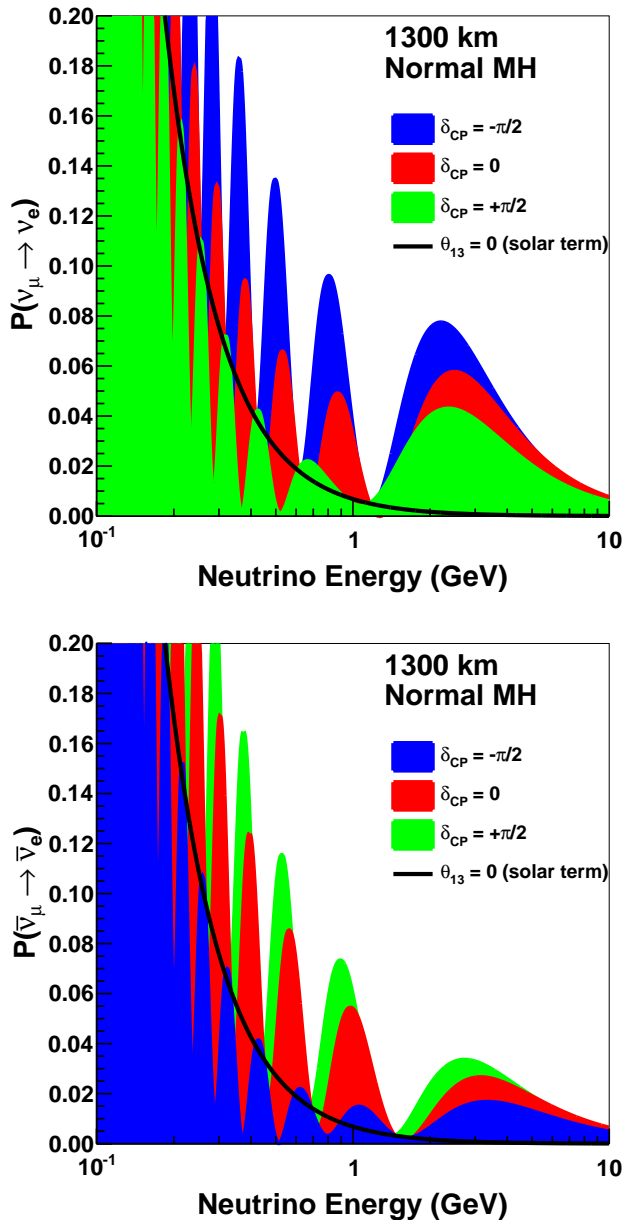 0.20
0.18
0.16
0.14
0.12
0.10
0.08
0.06
0.04
0.02
0.00
P(ν_μ → ν_e)
1300 km
Normal MH
δ_CP = -π/2
δ_CP = 0
δ_CP = +π/2
θ_13 = 0 (solar term)
10⁻¹ 1 10
Neutrino Energy (GeV)
0.20
0.18
0.16
0.14
0.12
0.10
0.08
0.06
0.04
0.02
0.00
P(ν̅_μ → ν̅_e)
1300 km
Normal MH
δ_CP = -π/2
δ_CP = 0
δ_CP = +π/2
θ_13 = 0 (solar term)
10⁻¹ 1 10
Neutrino Energy (GeV)